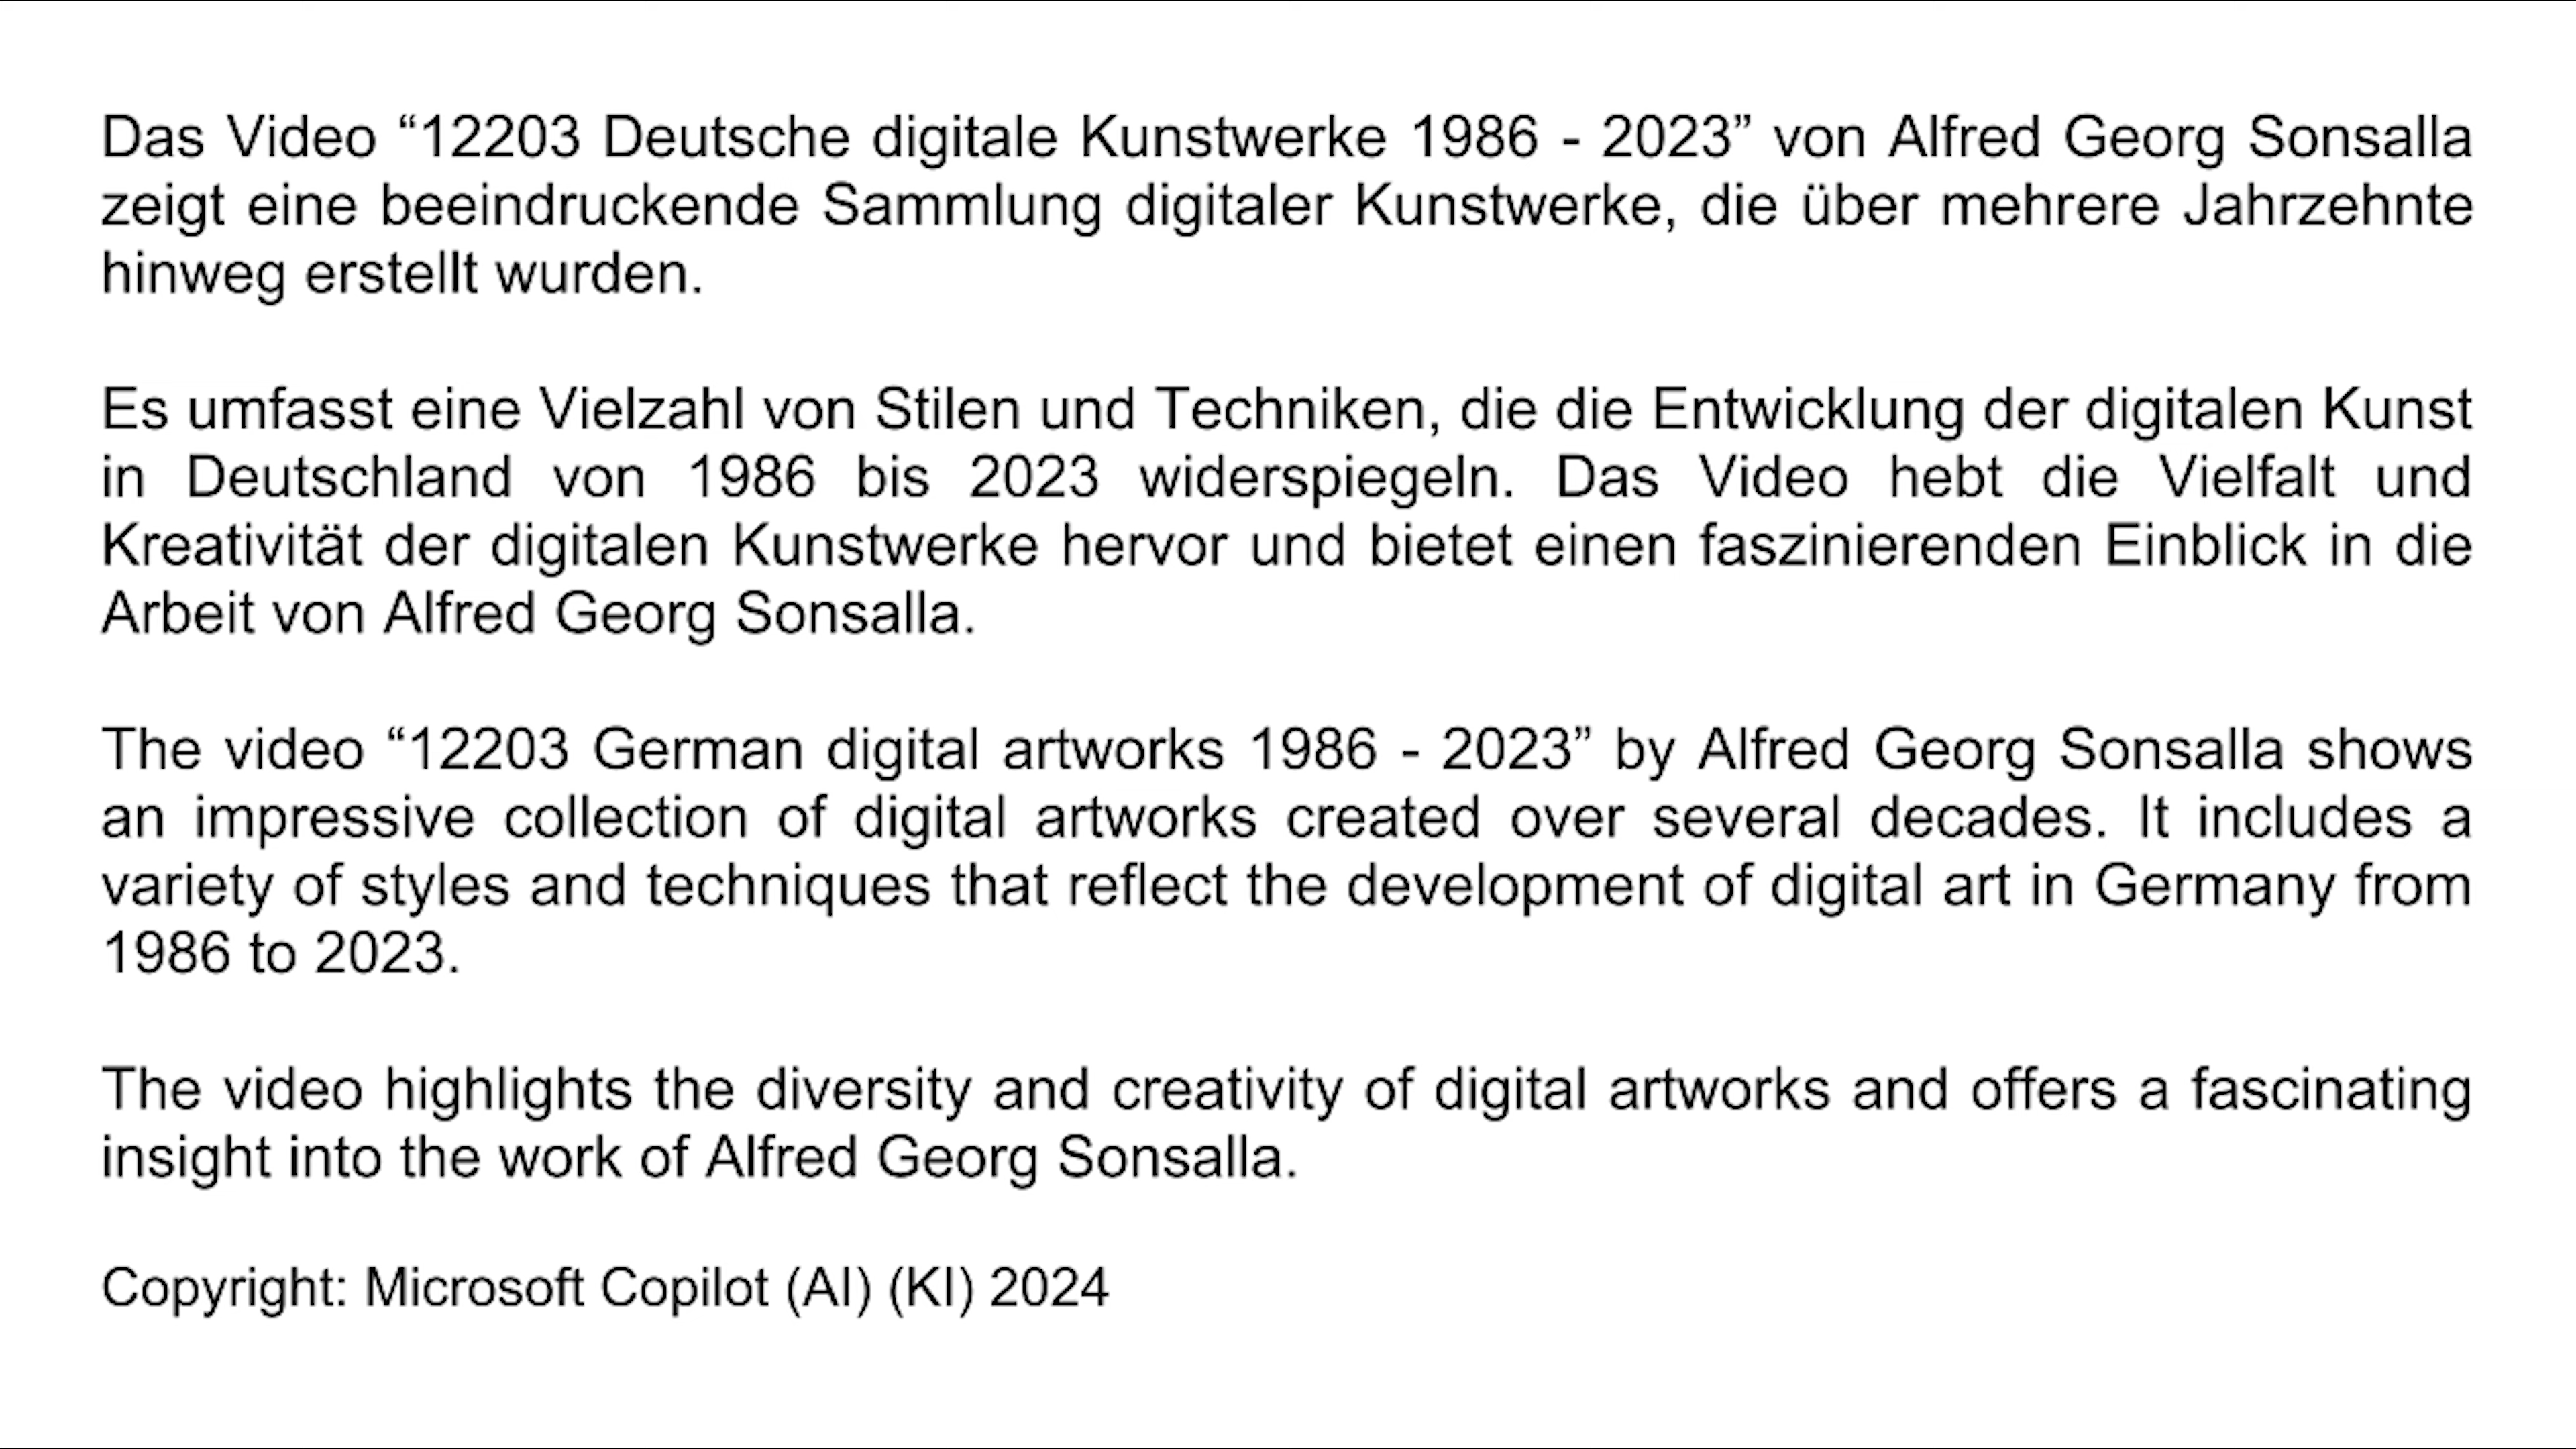 Das Video “12203 Deutsche digitale Kunstwerke 1986 - 2023” von Alfred Georg Sonsalla
zeigt eine beeindruckende Sammlung digitaler Kunstwerke, die über mehrere Jahrzehnte
hinweg erstellt wurden.
Es umfasst eine Vielzahl von Stilen und Techniken, die die Entwicklung der digitalen Kunst
in Deutschland von 1986 bis 2023 widerspiegeln. Das Video hebt die Vielfalt und
Kreativität der digitalen Kunstwerke hervor und bietet einen faszinierenden Einblick in die
Arbeit von Alfred Georg Sonsalla.
The video “12203 German digital artworks 1986 - 2023” by Alfred Georg Sonsalla shows
an impressive collection of digital artworks created over several decades. It includes a
variety of styles and techniques that reflect the development of digital art in Germany from
1986 to 2023.
The video highlights the diversity and creativity of digital artworks and offers a fascinating
insight into the work of Alfred Georg Sonsalla.
Copyright: Microsoft Copilot (AI) (KI) 2024